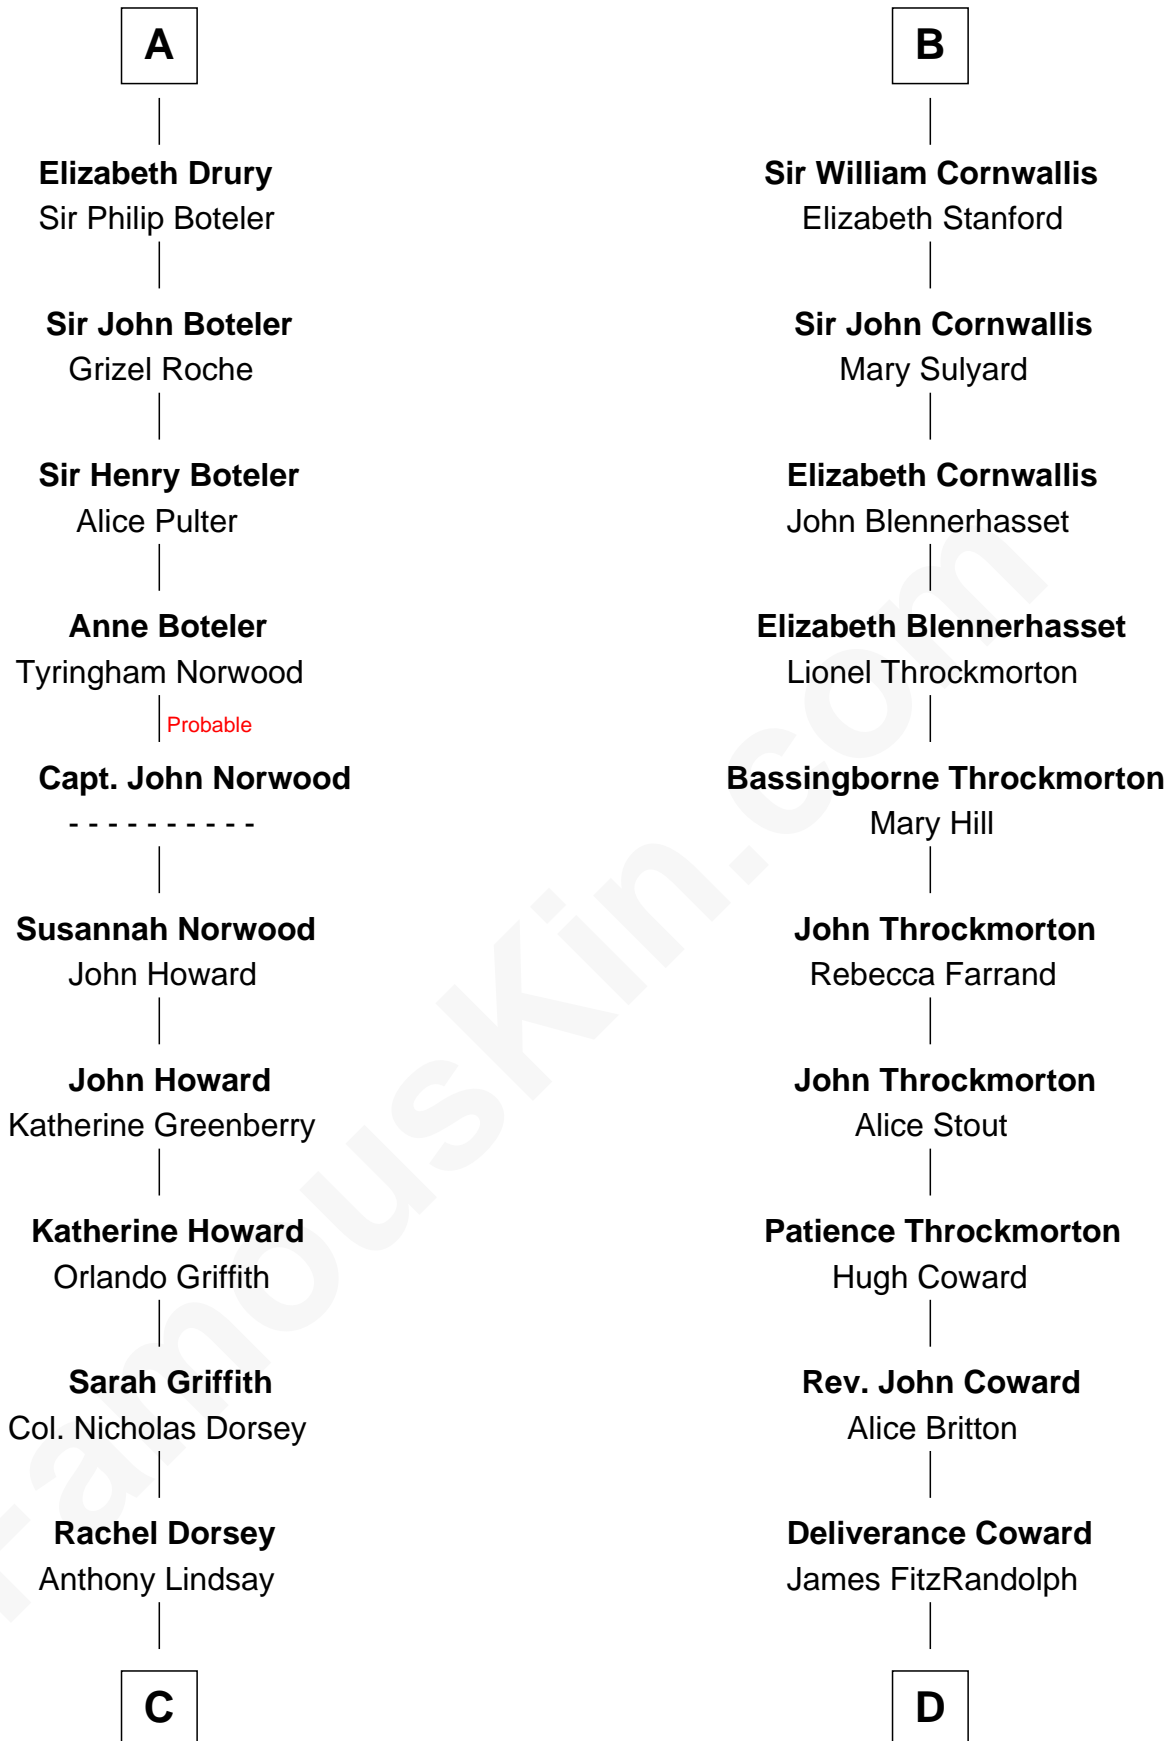 A
Elizabeth Drury
Sir Philip Boteler
Sir John Boteler
Grizel Roche
Sir Henry Boteler
Alice Pulter
Anne Boteler
Tyringham Norwood
Probable
Capt. John Norwood
- - - - - - - - - -
Susannah Norwood
John Howard
John Howard
Katherine Greenberry
Katherine Howard
Orlando Griffith
Sarah Griffith
Col. Nicholas Dorsey
Rachel Dorsey
Anthony Lindsay
C
B
Sir William Cornwallis
Elizabeth Stanford
Sir John Cornwallis
Mary Sulyard
Elizabeth Cornwallis
John Blennerhasset
Elizabeth Blennerhasset
Lionel Throckmorton
Bassingborne Throckmorton
Mary Hill
John Throckmorton
Rebecca Farrand
John Throckmorton
Alice Stout
Patience Throckmorton
Hugh Coward
Rev. John Coward
Alice Britton
Deliverance Coward
James FitzRandolph
D
FamousKin.com